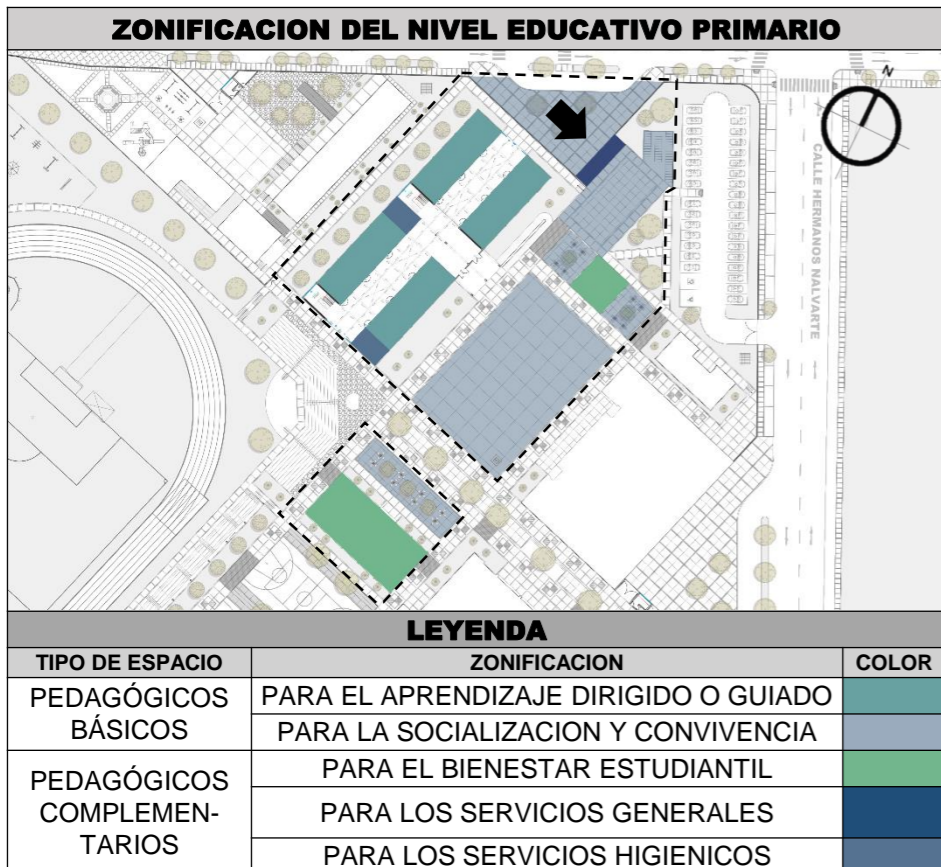 ZONIFICACION DEL NIVEL EDUCATIVO PRIMARIO
N
CALLE HERMANOS NALVARTE
LEYENDA
TIPO DE ESPACIO ZONIFICACION COLOR
PEDAGÓGICOS
BÁSICOS
PARA EL APRENDIZAJE DIRIGIDO O GUIADO
PARA LA SOCIALIZACION Y CONVIVENCIA
PEDAGÓGICOS
COMPLEMEN-
TARIOS
PARA EL BIENESTAR ESTUDIANTIL
PARA LOS SERVICIOS GENERALES
PARA LOS SERVICIOS HIGIENICOS